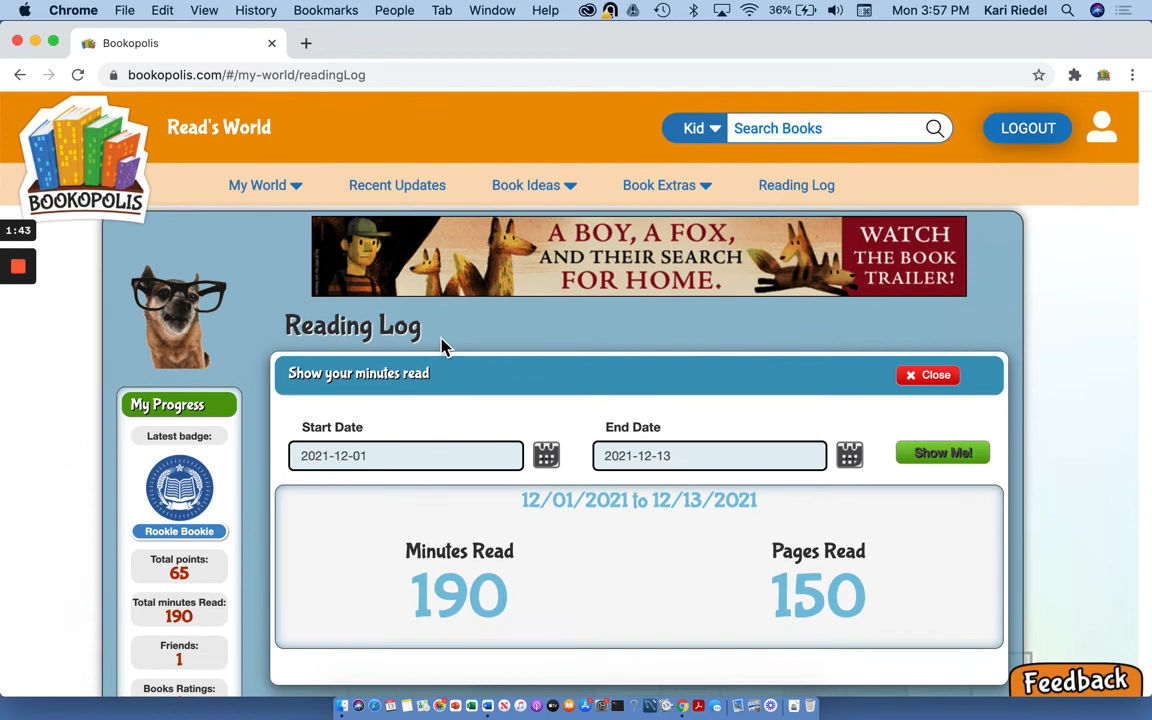 Chrome File Edit View History Bookmarks People Tab Window Help 36% Mon 3:57 PM Kari Riedel
Bookopolis
bookopolis.com/#/my-world/readingLog
BOOKOPOLIS
Read's World
Kid Search Books
LOGOUT
My World Recent Updates Book Ideas Book Extras Reading Log
1:43
A BOY, A FOX,
AND THEIR SEARCH
FOR HOME.
WATCH
THE BOOK
TRAILER!
Reading Log
Show your minutes read
Close
Start Date End Date
2021-12-01 2021-12-13 Show Me!
12/01/2021 to 12/13/2021
Minutes Read Pages Read
190 150
My Progress
Latest badge:
Rookie Bookie
Total points:
65
Total minutes Read:
190
Friends:
1
Books Ratings:
Feedback